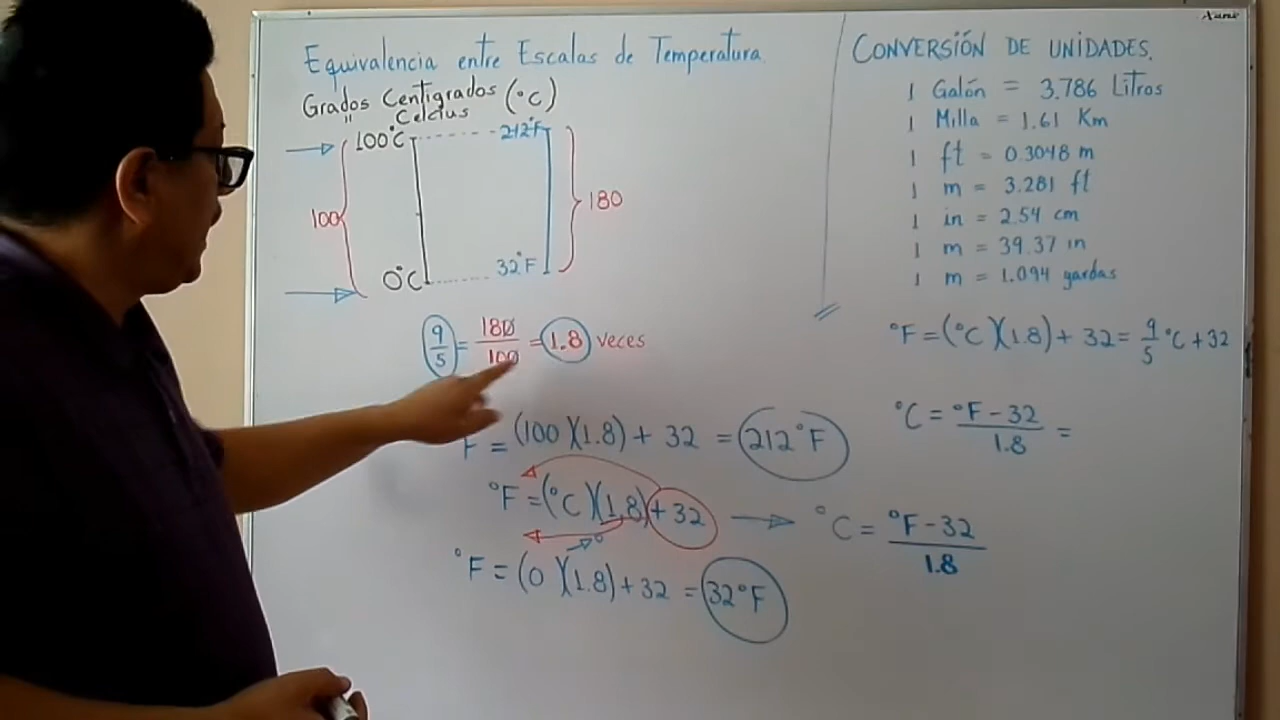 Equivalencia entre Escalas de Temperatura
Grados Centigrados (°C)
" Celcius
100°C 212°F
100 180
0°C 32°F
9/5 = 180/100 = 1.8 veces
F = (100)(1.8) + 32 = 212°F
°F = (°C)(1.8) + 32 → °C = °F - 32 / 1.8
°F = (0)(1.8) + 32 = 32°F
CONVERSIÓN DE UNIDADES.
1 Galón = 3.786 Litros
1 Milla = 1.61 Km
1 ft = 0.3048 m
1 m = 3.281 ft
1 in = 2.54 cm
1 m = 39.37 in
1 m = 1.094 yardas
°F = (°C)(1.8) + 32 = 9/5 °C + 32
°C = °F - 32 / 1.8 =